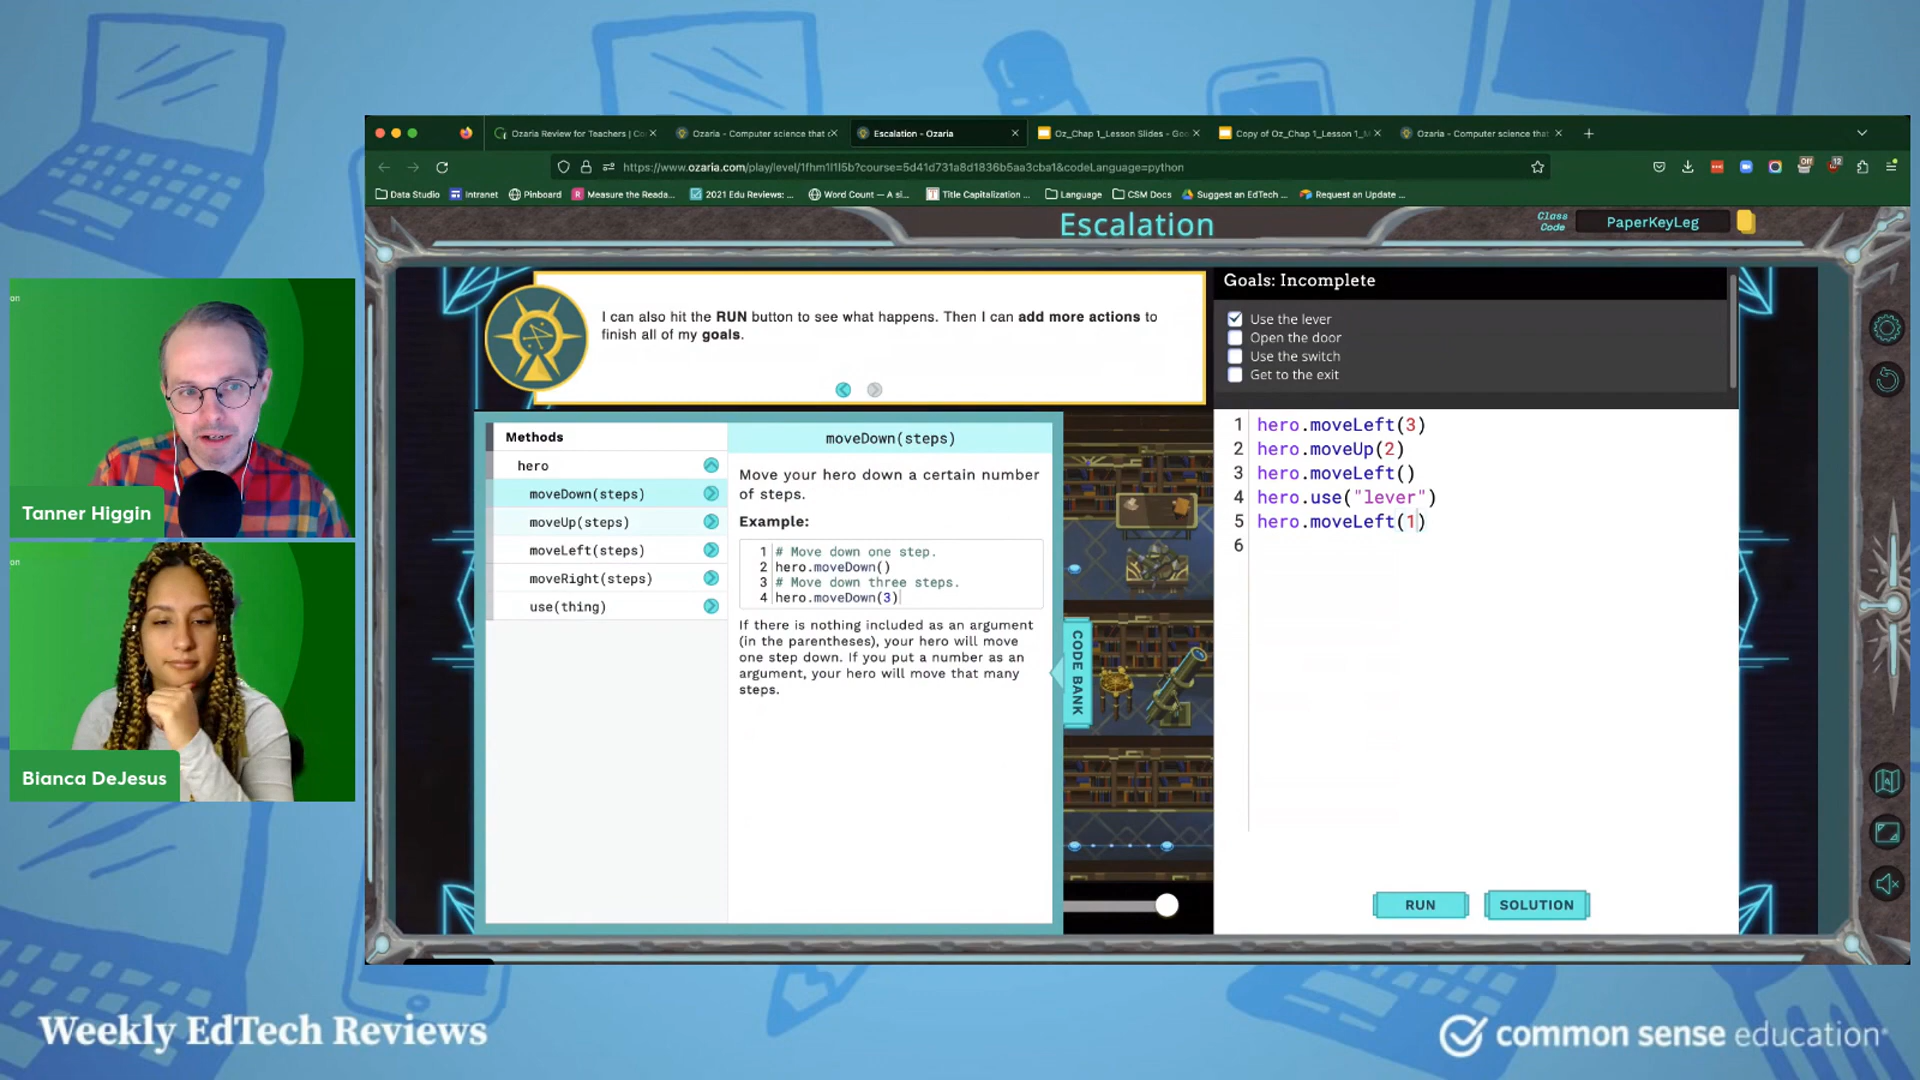 Ozaria Review for Teachers | Co
Ozaria - Computer science that
Escalation - Ozaria
Oz_Chap 1_Lesson Slides - Goo
Copy of Oz_Chap 1_Lesson 1_
Ozaria - Computer science that
https://www.ozaria.com/play/level/1fhm1l1l5b?course=5d41d731a8d1836b5aa3cba1&codeLanguage=python
Off
12
Data Studio
Intranet
Pinboard
Measure the Reada...
2021 Edu Reviews: ...
Word Count — A si...
Title Capitalization ...
Language
CSM Docs
Suggest an EdTech ...
Request an Update ...
Escalation
Class
Code
PaperKeyLeg
I can also hit the RUN button to see what happens. Then I can add more actions to
finish all of my goals.
Goals: Incomplete
Use the lever
Open the door
Use the switch
Get to the exit
Methods
hero
moveDown(steps)
moveUp(steps)
moveLeft(steps)
moveRight(steps)
use(thing)
moveDown(steps)
Move your hero down a certain number
of steps.
Example:
1 # Move down one step.
2 hero.moveDown()
3 # Move down three steps.
4 hero.moveDown(3)
If there is nothing included as an argument
(in the parentheses), your hero will move
one step down. If you put a number as an
argument, your hero will move that many
steps.
CODE BANK
1 hero.moveLeft(3)
2 hero.moveUp(2)
3 hero.moveLeft()
4 hero.use("lever")
5 hero.moveLeft(1)
6
RUN
SOLUTION
on
Tanner Higgin
on
Bianca DeJesus
Weekly EdTech Reviews
common sense education